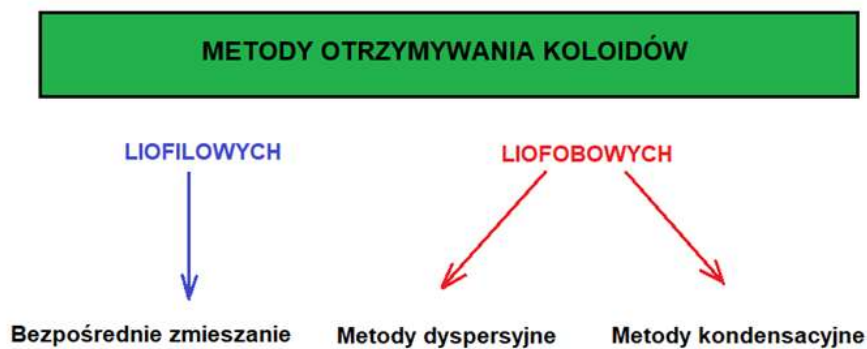 METODY OTRZYMYWANIA KOLOIDÓW
LIOFILOWYCH
LIOFOBOWYCH
Bezpośrednie zmieszanie
Metody dyspersyjne
Metody kondensacyjne